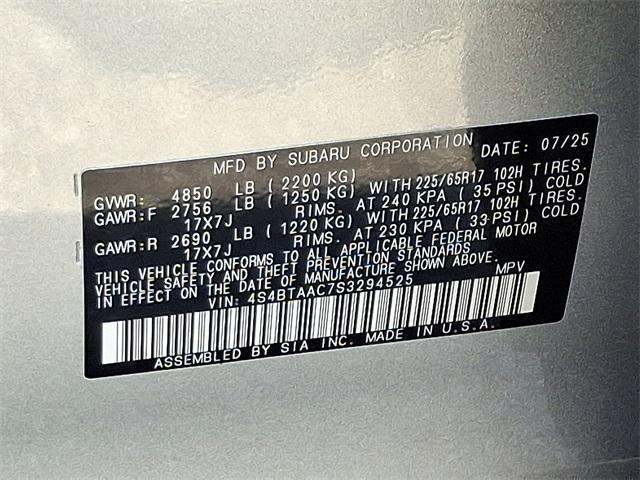 MFD BY SUBARU CORPORATION DATE: 07/25
GVWR: 4850 LB (2200 KG)
GAWR:F 2756 LB (1250 KG) WITH 225/65R17 102H TIRES.
17X7J RIMS. AT 240 KPA (35 PSI) COLD
GAWR:R 2690 LB (1220 KG) WITH 225/65R17 102H TIRES.
17X7J RIMS. AT 230 KPA (33 PSI) COLD
THIS VEHICLE CONFORMS TO ALL APPLICABLE FEDERAL MOTOR
VEHICLE SAFETY AND THEFT PREVENTION STANDARDS
IN EFFECT ON THE DATE OF MANUFACTURE SHOWN ABOVE.
VIN: 4S4BTAAC7S3294525 MPV
ASSEMBLED BY SIA INC. MADE IN U.S.A.